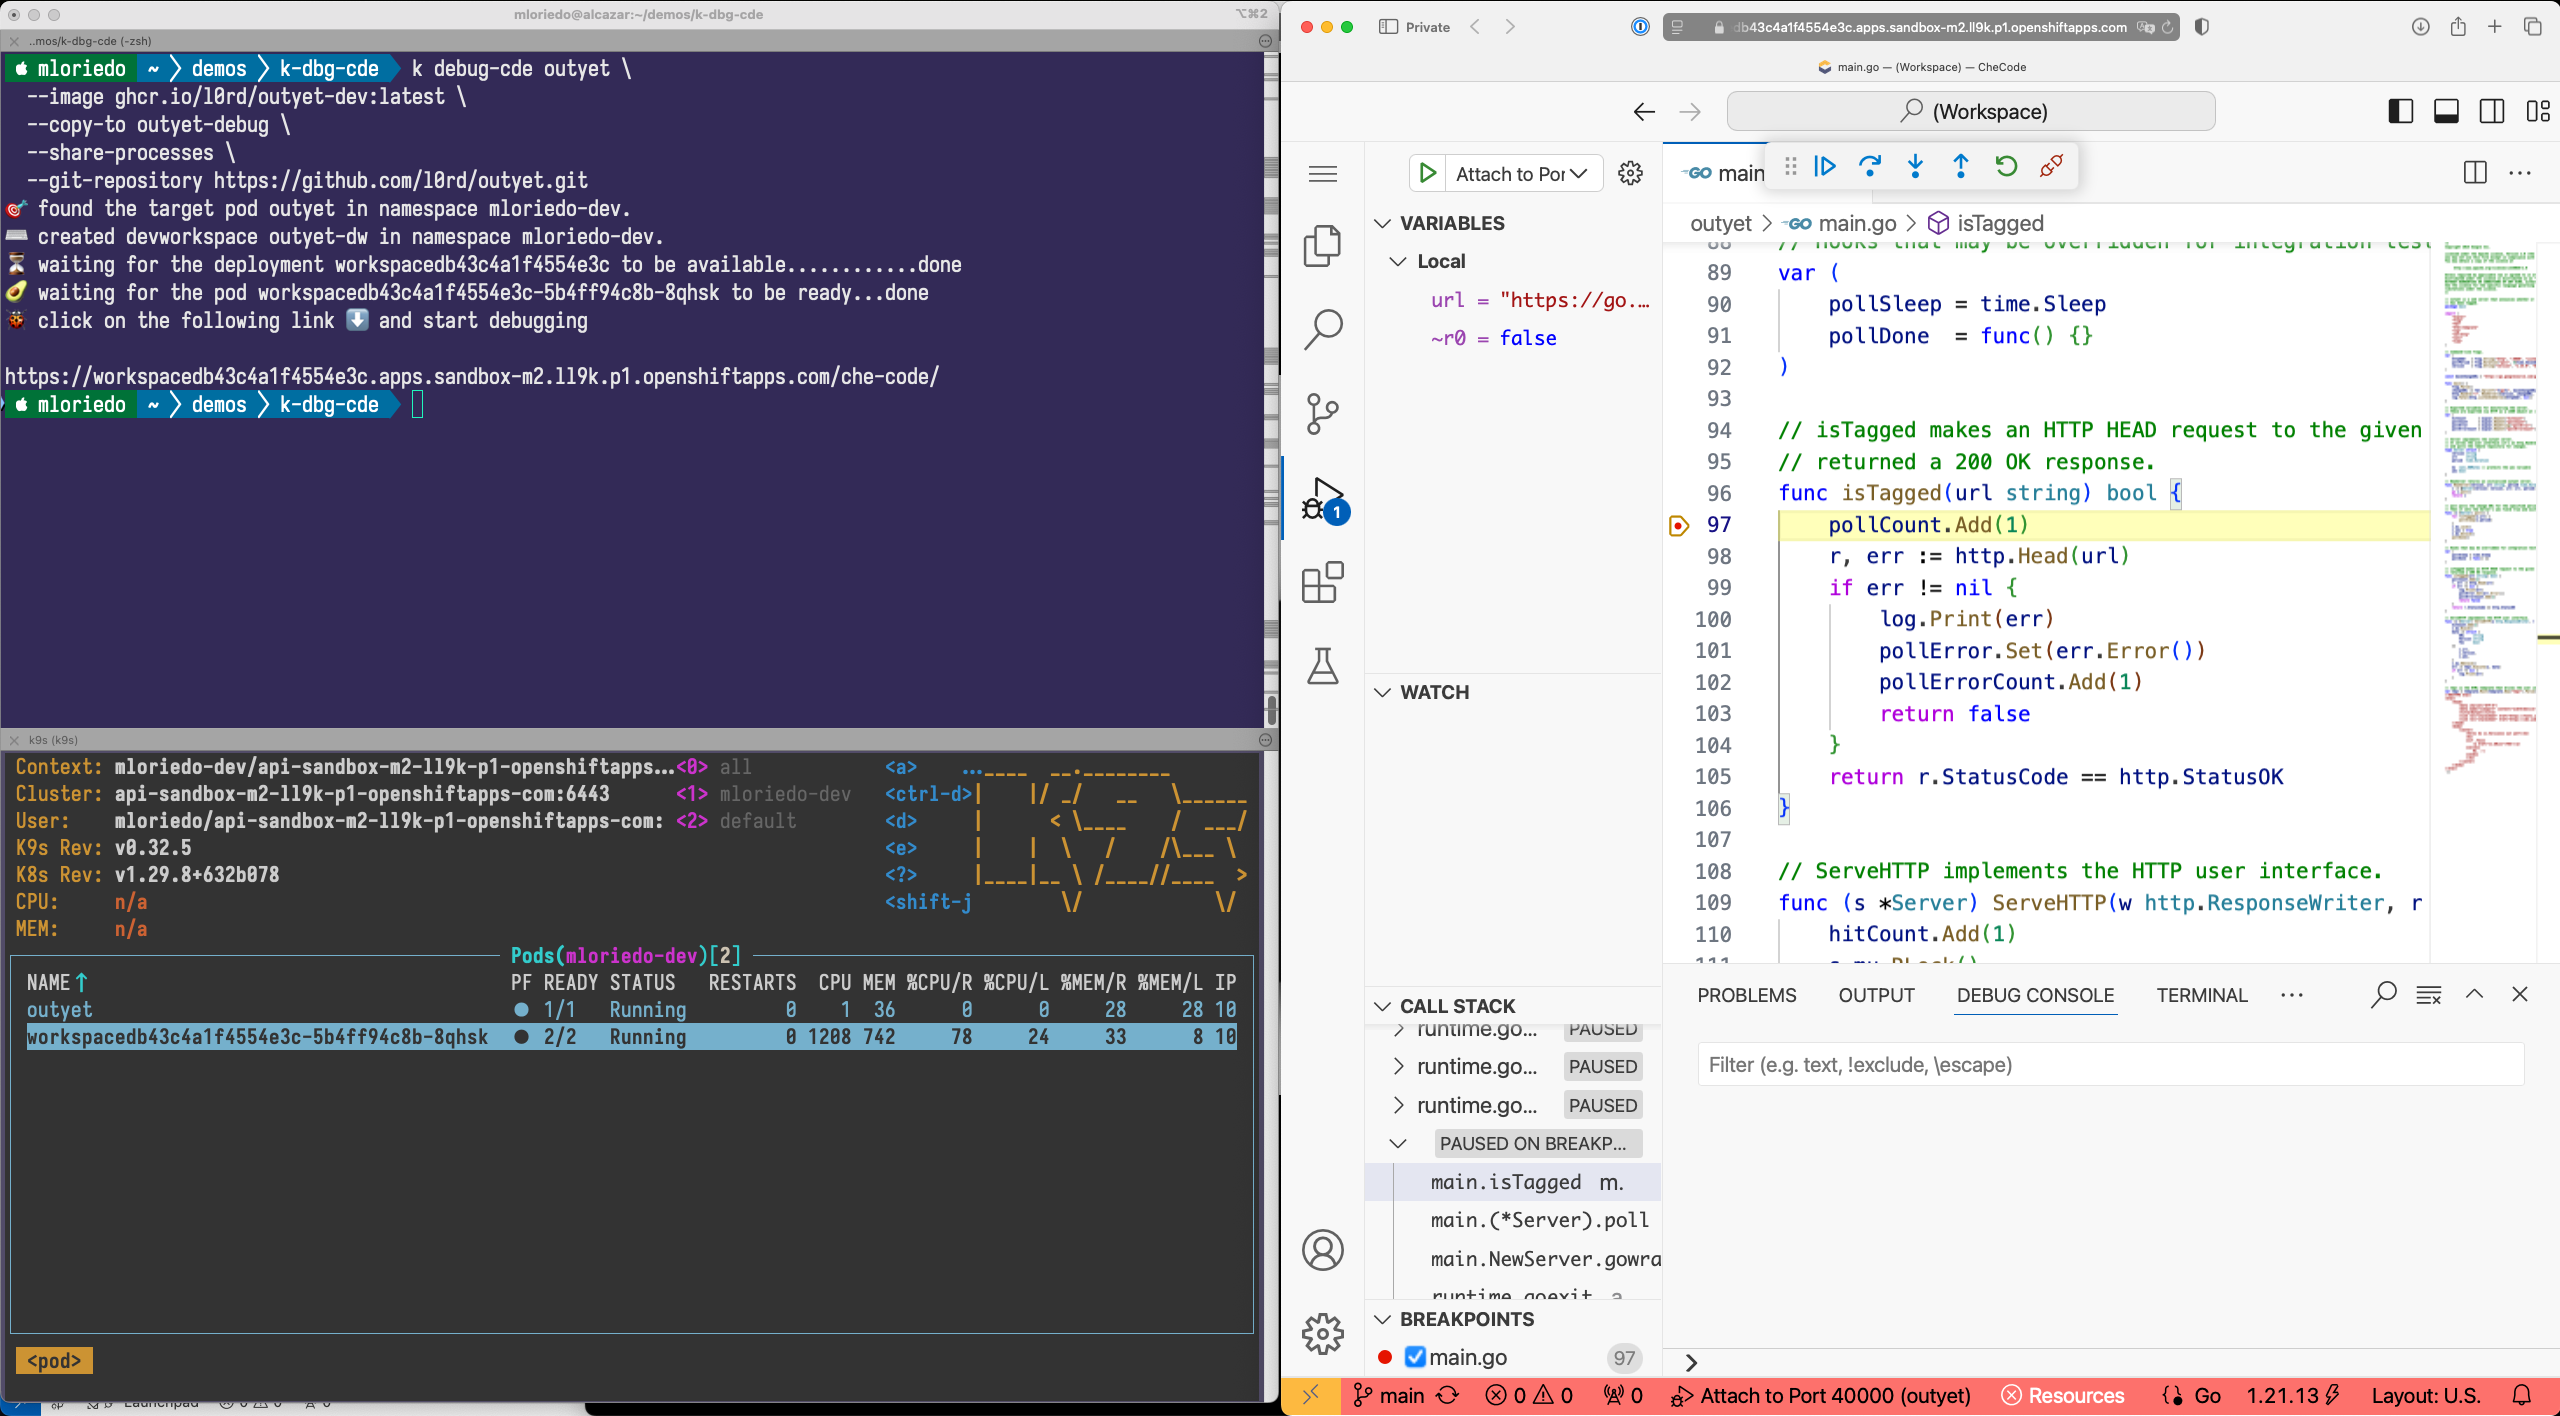 mloriedo@alcazar:~/demos/k-dbg-cde
⌥⌘2
..mos/k-dbg-cde (-zsh)
mloriedo ~ demos k-dbg-cde k debug-cde outyet \
--image ghcr.io/l0rd/outyet-dev:latest \
--copy-to outyet-debug \
--share-processes \
--git-repository https://github.com/l0rd/outyet.git
🎯 found the target pod outyet in namespace mloriedo-dev.
⌨️ created devworkspace outyet-dw in namespace mloriedo-dev.
⏳ waiting for the deployment workspacedb43c4a1f4554e3c to be available............done
🥑 waiting for the pod workspacedb43c4a1f4554e3c-5b4ff94c8b-8qhsk to be ready...done
🐞 click on the following link ⬇️ and start debugging
https://workspacedb43c4a1f4554e3c.apps.sandbox-m2.ll9k.p1.openshiftapps.com/che-code/
mloriedo ~ demos k-dbg-cde
k9s (k9s)
Context: mloriedo-dev/api-sandbox-m2-ll9k-p1-openshiftapps...<0> all <a>
Cluster: api-sandbox-m2-ll9k-p1-openshiftapps-com:6443 <1> mloriedo-dev <ctrl-d>
User: mloriedo/api-sandbox-m2-ll9k-p1-openshiftapps-com: <2> default <d>
K9s Rev: v0.32.5 <e>
K8s Rev: v1.29.8+632b078 <?>
CPU: n/a <shift-j
MEM: n/a
Pods(mloriedo-dev)[2]
NAME↑ PF READY STATUS RESTARTS CPU MEM %CPU/R %CPU/L %MEM/R %MEM/L IP
outyet ● 1/1 Running 0 1 36 0 0 28 28 10
workspacedb43c4a1f4554e3c-5b4ff94c8b-8qhsk ● 2/2 Running 0 1208 742 78 24 33 8 10
<pod>
Launchpad
Private
db43c4a1f4554e3c.apps.sandbox-m2.ll9k.p1.openshiftapps.com
main.go — (Workspace) — CheCode
(Workspace)
Attach to Por
VARIABLES
Local
url = "https://go....
~r0 = false
WATCH
CALL STACK
runtime.go... PAUSED
runtime.go... PAUSED
runtime.go... PAUSED
PAUSED ON BREAKP...
main.isTagged m.
main.(*Server).poll
main.NewServer.gowra
runtime.goexit a
BREAKPOINTS
main.go 97
1
GO main
outyet > GO main.go > isTagged
88 // Hooks that may be overridden for integration test
89 var (
90 pollSleep = time.Sleep
91 pollDone = func() {}
92 )
93
94 // isTagged makes an HTTP HEAD request to the given
95 // returned a 200 OK response.
96 func isTagged(url string) bool {
97 pollCount.Add(1)
98 r, err := http.Head(url)
99 if err != nil {
100 log.Print(err)
101 pollError.Set(err.Error())
102 pollErrorCount.Add(1)
103 return false
104 }
105 return r.StatusCode == http.StatusOK
106 }
107
108 // ServeHTTP implements the HTTP user interface.
109 func (s *Server) ServeHTTP(w http.ResponseWriter, r
110 hitCount.Add(1)
111 s.mu.RLock()
PROBLEMS OUTPUT DEBUG CONSOLE TERMINAL ...
Filter (e.g. text, !exclude, \escape)
main 0 0 0 Attach to Port 40000 (outyet) Resources Go 1.21.13 Layout: U.S.